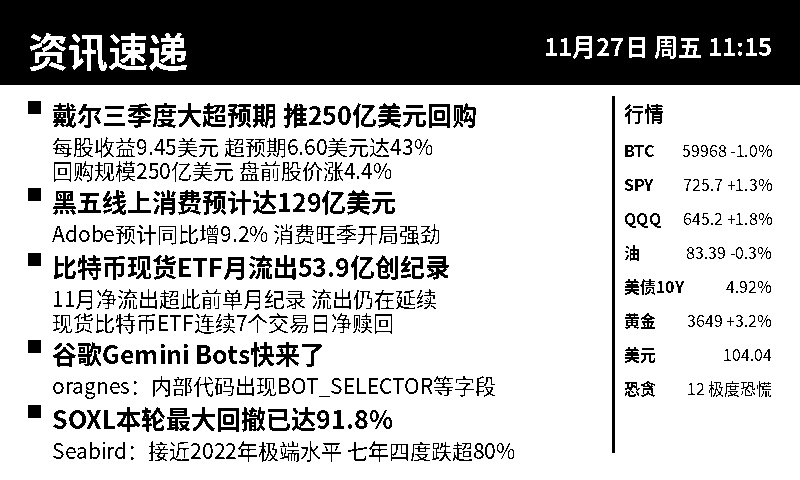 资讯速递
11月27日 周五 11:15
戴尔三季度大超预期 推250亿美元回购
每股收益9.45美元 超预期6.60美元达43%
回购规模250亿美元 盘前股价涨4.4%
黑五线上消费预计达129亿美元
Adobe预计同比增9.2% 消费旺季开局强劲
比特币现货ETF月流出53.9亿创纪录
11月净流出超此前单月纪录 流出仍在延续
现货比特币ETF连续7个交易日净赎回
谷歌Gemini Bots快来了
oragnes：内部代码出现BOT_SELECTOR等字段
SOXL本轮最大回撤已达91.8%
Seabird：接近2022年极端水平 七年四度跌超80%
行情
BTC 59968 -1.0%
SPY 725.7 +1.3%
QQQ 645.2 +1.8%
油 83.39 -0.3%
美债10Y 4.92%
黄金 3649 +3.2%
美元 104.04
恐贪 12 极度恐慌